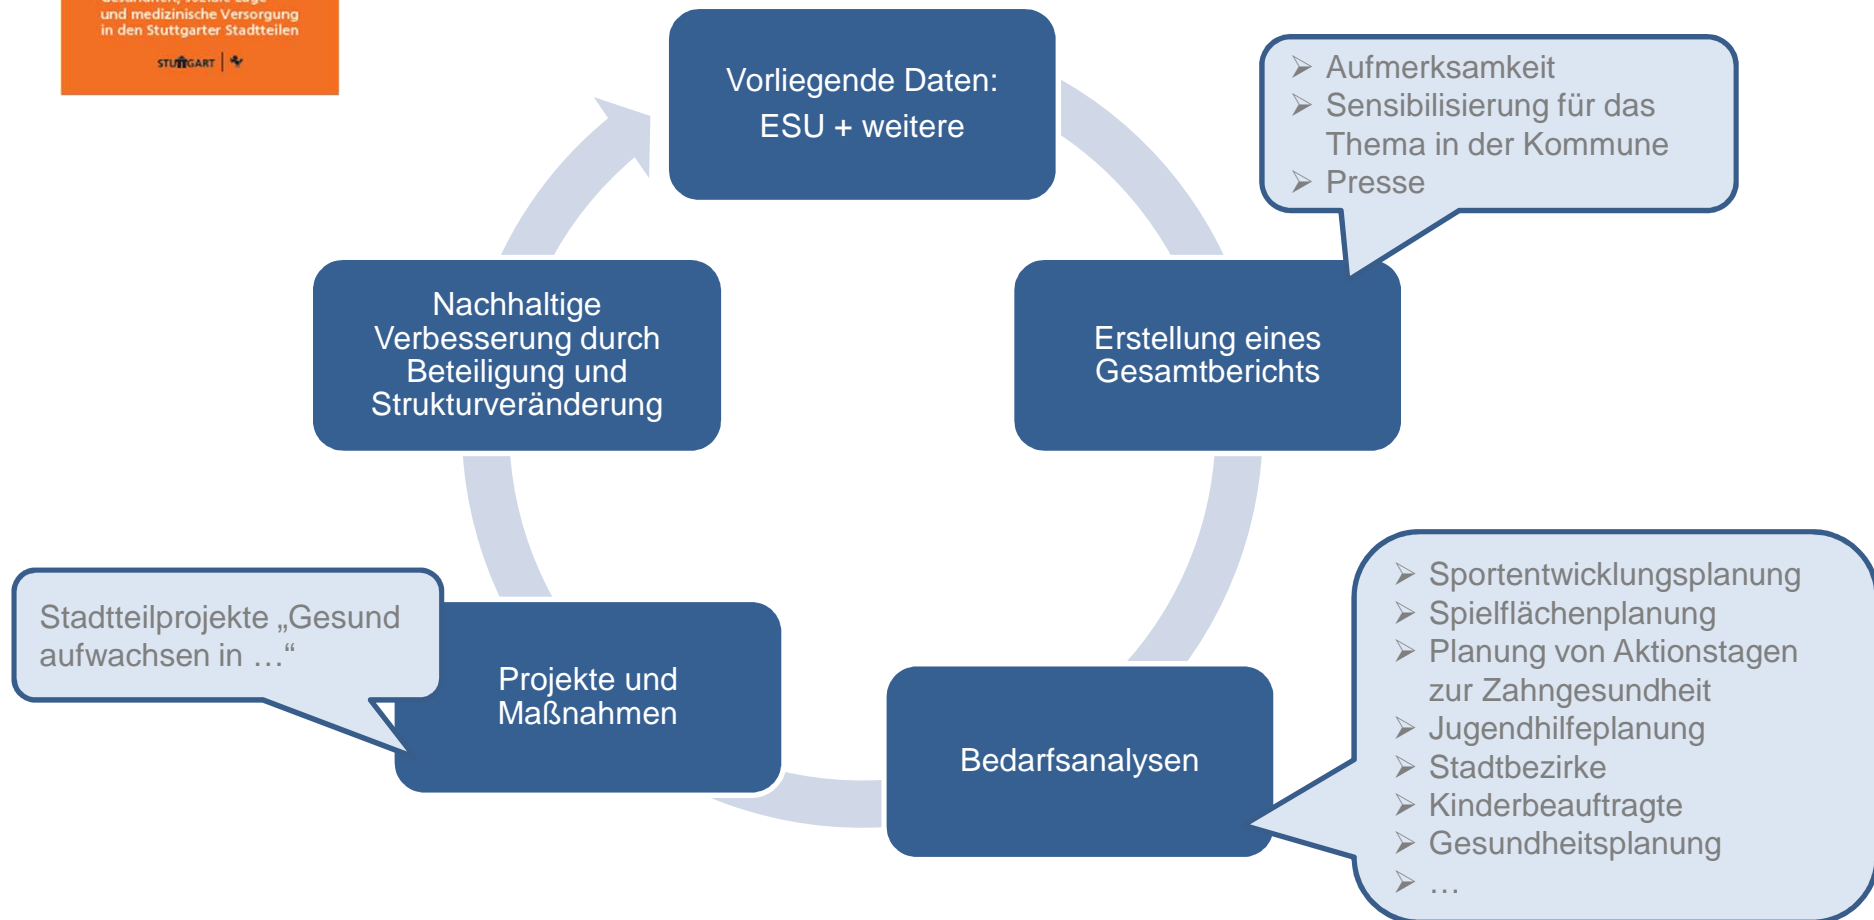 und medizinische Versorgung
in den Stuttgarter Stadtteilen
STUTTGART
Vorliegende Daten:
ESU + weitere
➢ Aufmerksamkeit
➢ Sensibilisierung für das
Thema in der Kommune
➢ Presse
Nachhaltige
Verbesserung durch
Beteiligung und
Strukturveränderung
Erstellung eines
Gesamtberichts
Stadtteilprojekte „Gesund
aufwachsen in …“
Projekte und
Maßnahmen
Bedarfsanalysen
➢ Sportentwicklungsplanung
➢ Spielflächenplanung
➢ Planung von Aktionstagen
zur Zahngesundheit
➢ Jugendhilfeplanung
➢ Stadtbezirke
➢ Kinderbeauftragte
➢ Gesundheitsplanung
➢ …